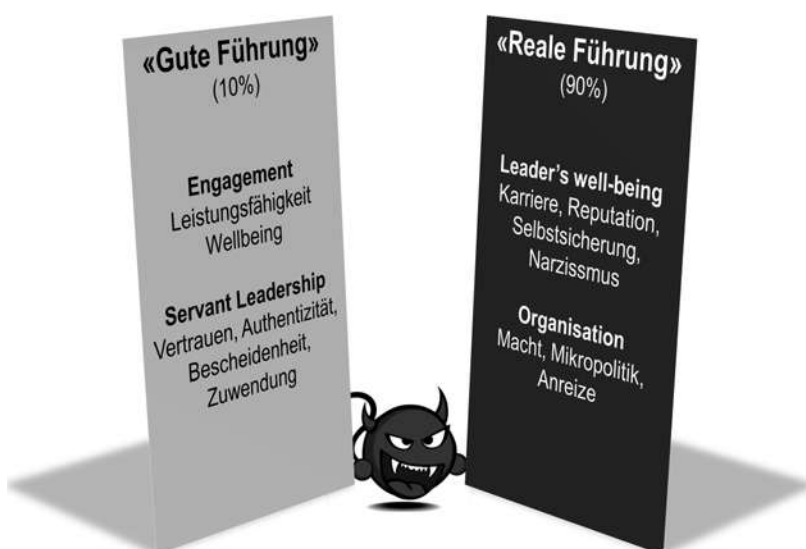 «Gute Führung»
(10%)
Engagement
Leistungsfähigkeit
Wellbeing
Servant Leadership
Vertrauen, Authentizität,
Bescheidenheit,
Zuwendung
«Reale Führung»
(90%)
Leader's well-being
Karriere, Reputation,
Selbstsicherung,
Narzissmus
Organisation
Macht, Mikropolitik,
Anreize